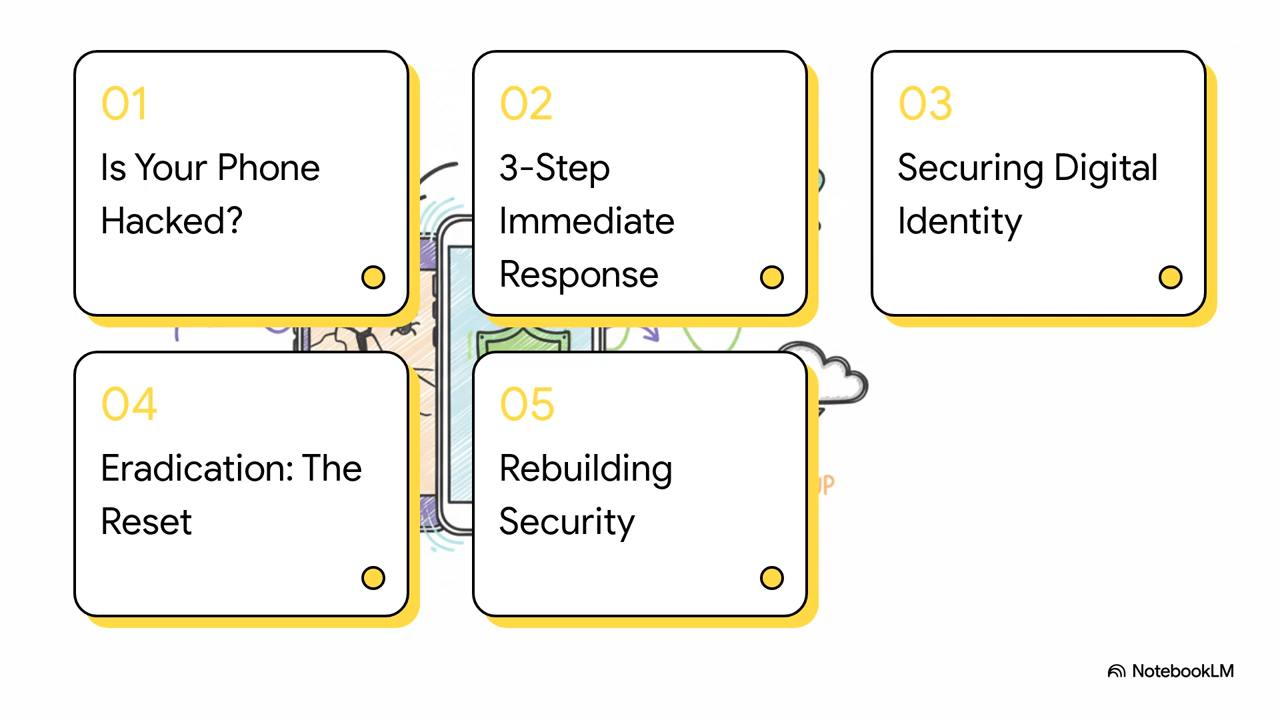 01
Is Your Phone
Hacked?
02
3-Step
Immediate
Response
03
Securing Digital
Identity
04
Eradication: The
Reset
05
Rebuilding
Security
UP
NotebookLM